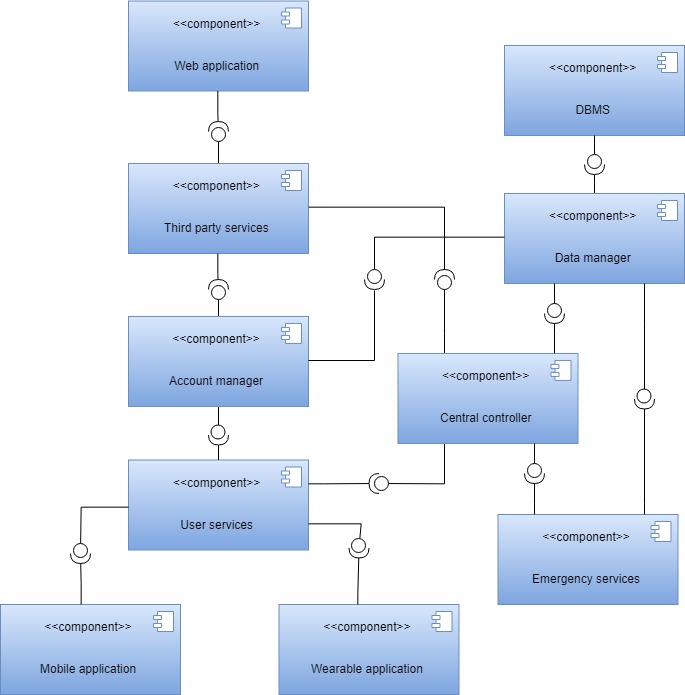 <<component>>
Web application
<<component>>
DBMS
<<component>>
Third party services
<<component>>
Data manager
<<component>>
Account manager
<<component>>
Central controller
<<component>>
User services
<<component>>
Emergency services
<<component>>
Mobile application
<<component>>
Wearable application